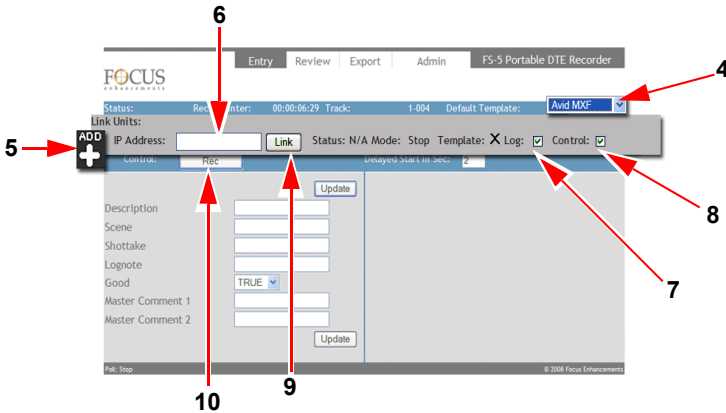 6
4
Entry Review Export Admin FS-5 Portable DTE Recorder
FOCUS
enhancements
Status: Rec nter: 00:00:06:29 Track: 1-004 Default Template: Avid MXF
Link Units:
5
ADD
IP Address: Link Status: N/A Mode: Stop Template: X Log: Control:
Control: Rec Delayed Start in Sec: 2
8
Update
Description
Scene
Shottake
Lognote
7
Good TRUE
Master Comment 1
Master Comment 2
Update
Poll: Stop © 2008 Focus Enhancements
10
9